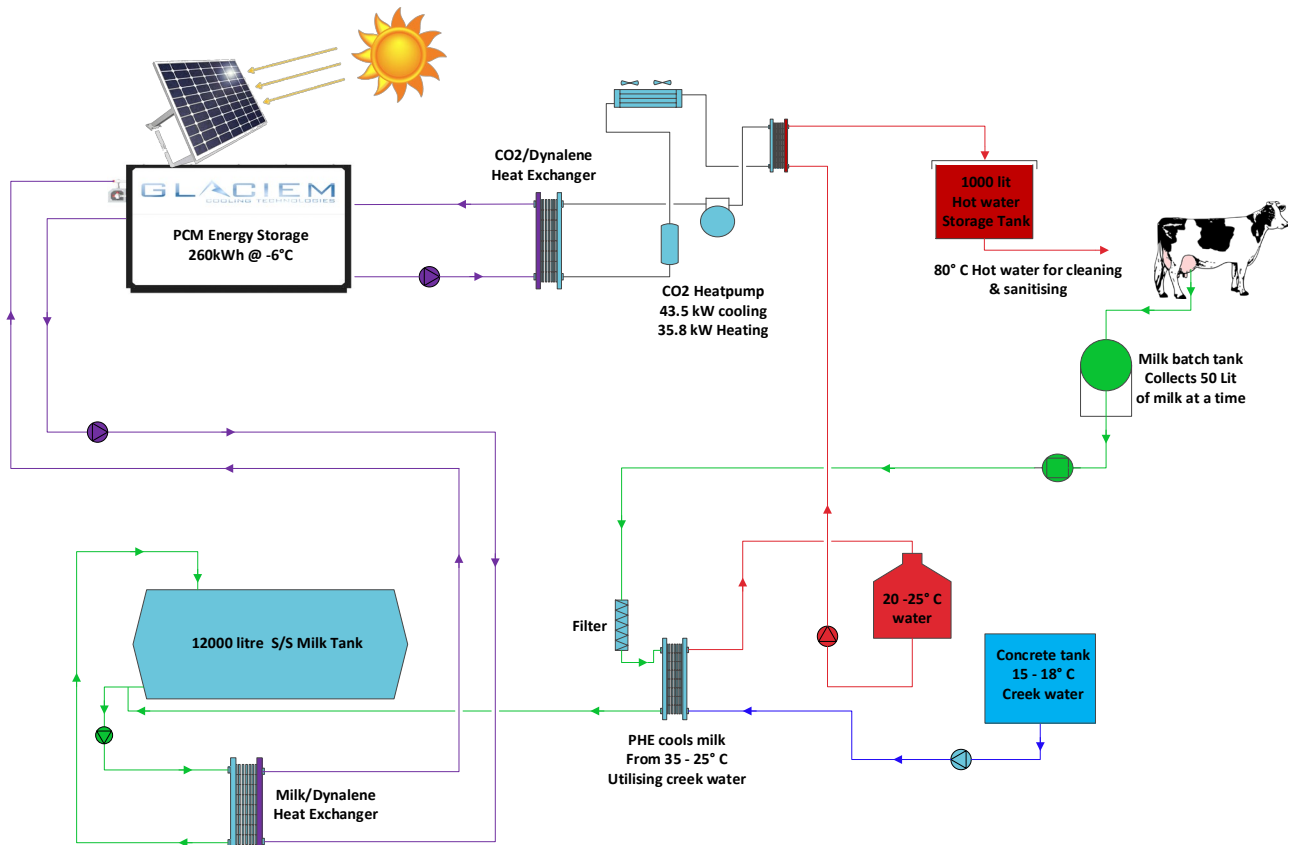 GLACIEM
COOLING TECHNOLOGIES
PCM Energy Storage
260kWh @ -6°C
CO2/Dynalene
Heat Exchanger
CO2 Heatpump
43.5 kW cooling
35.8 kW Heating
1000 lit
Hot water
Storage Tank
80° C Hot water for cleaning
& sanitising
Milk batch tank
Collects 50 Lit
of milk at a time
12000 litre  S/S Milk Tank
Filter
20 -25° C
water
Concrete tank
15 - 18° C
Creek water
PHE cools milk
From 35 - 25° C
Utilising creek water
Milk/Dynalene
Heat Exchanger